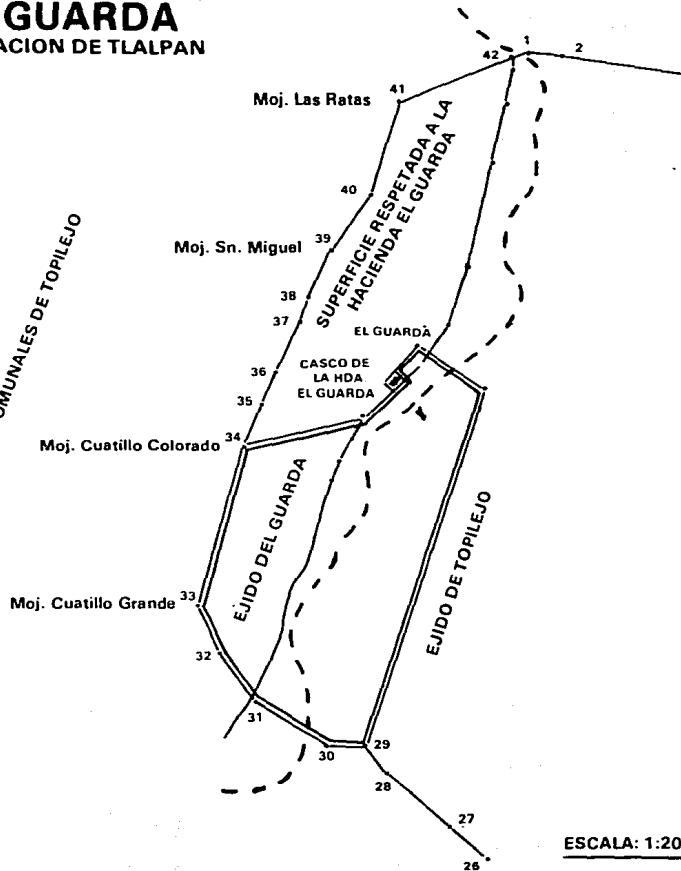 GUARDA
ACION DE TLALPAN
1
2
42
41
Moj. Las Ratas
SUPERFICIE RESPETADA A LA
HACIENDA EL GUARDA
40
39
Moj. Sn. Miguel
OMUNALES DE TOPILEJO
38
37
EL GUARDA
CASCO DE
LA HDA.
EL GUARDA
36
35
34
Moj. Cuatillo Colorado
EJIDO DEL GUARDA
EJIDO DE TOPILEJO
33
Moj. Cuatillo Grande
32
31
30
29
28
27
26
ESCALA: 1:20